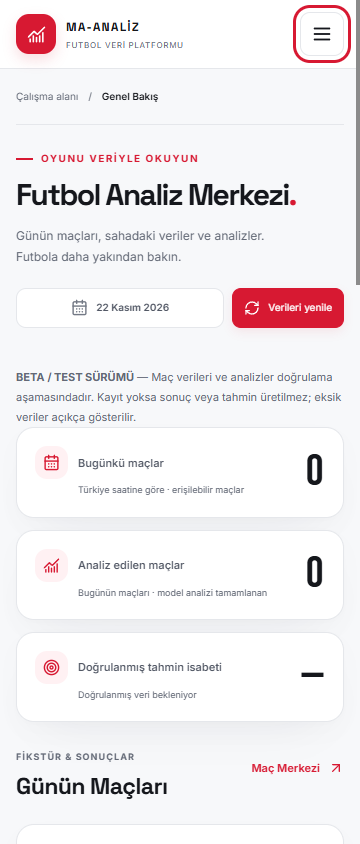 MA-ANALİZ
FUTBOL VERİ PLATFORMU
Çalışma alanı / Genel Bakış
OYUNU VERİYLE OKUYUN
Futbol Analiz Merkezi.
Günün maçları, sahadaki veriler ve analizler.
Futbola daha yakından bakın.
22 Kasım 2026
Verileri yenile
BETA / TEST SÜRÜMÜ — Maç verileri ve analizler doğrulama
aşamasındadır. Kayıt yoksa sonuç veya tahmin üretilmez; eksik
veriler açıkça gösterilir.
Bugünkü maçlar
0
Türkiye saatine göre · erişilebilir maçlar
Analiz edilen maçlar
0
Bugünün maçları · model analizi tamamlanan
Doğrulanmış tahmin isabeti
—
Doğrulanmış veri bekleniyor
FİKSTÜR & SONUÇLAR
Maç Merkezi
Günün Maçları